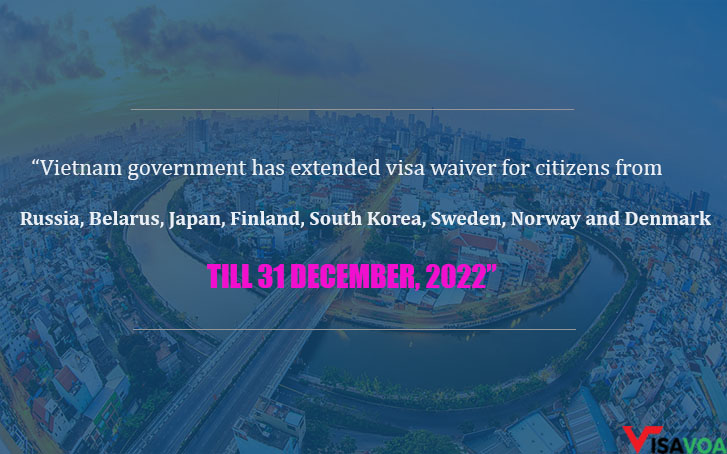 “Vietnam government has extended visa waiver for citizens from
Russia, Belarus, Japan, Finland, South Korea, Sweden, Norway and Denmark
TILL 31 DECEMBER, 2022”
VISAVOA